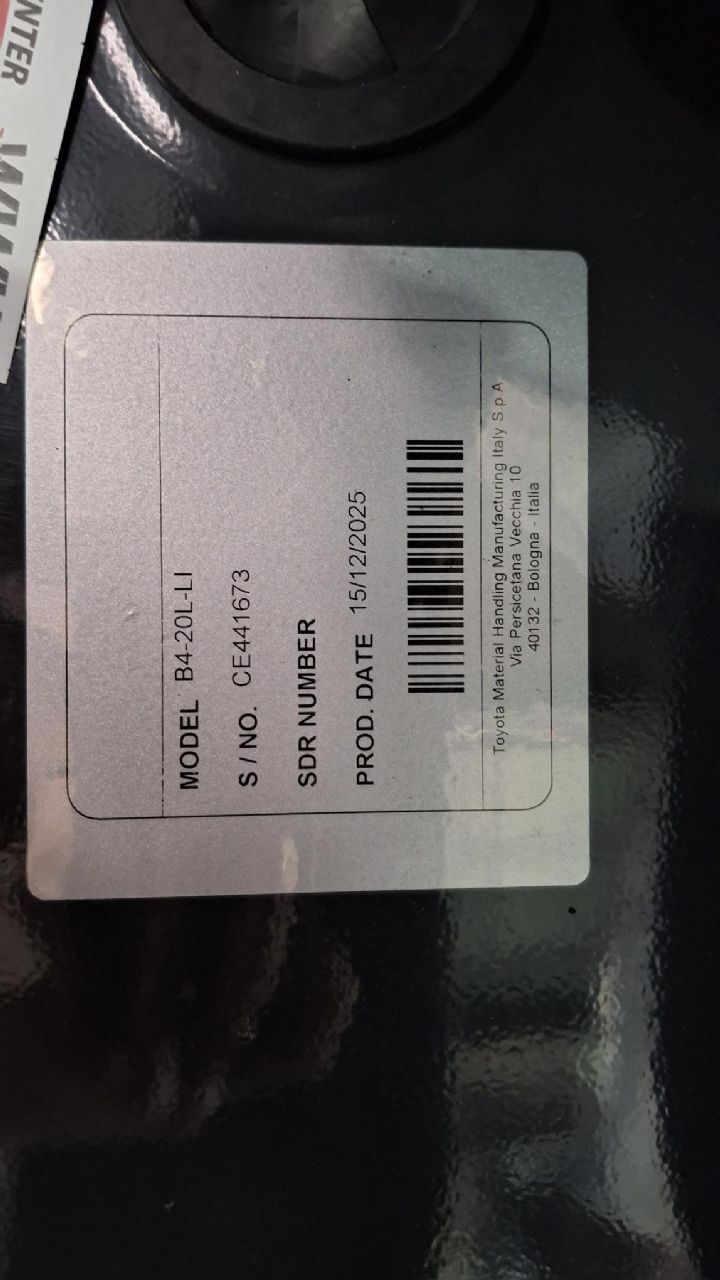 MODEL B4-20L-LI
S / NO. CE441673
SDR NUMBER
PROD. DATE 15/12/2025
Toyota Material Handling Manufacturing Italy S p A
Via Persicetana Vecchia 10
40132 - Bologna - Italia